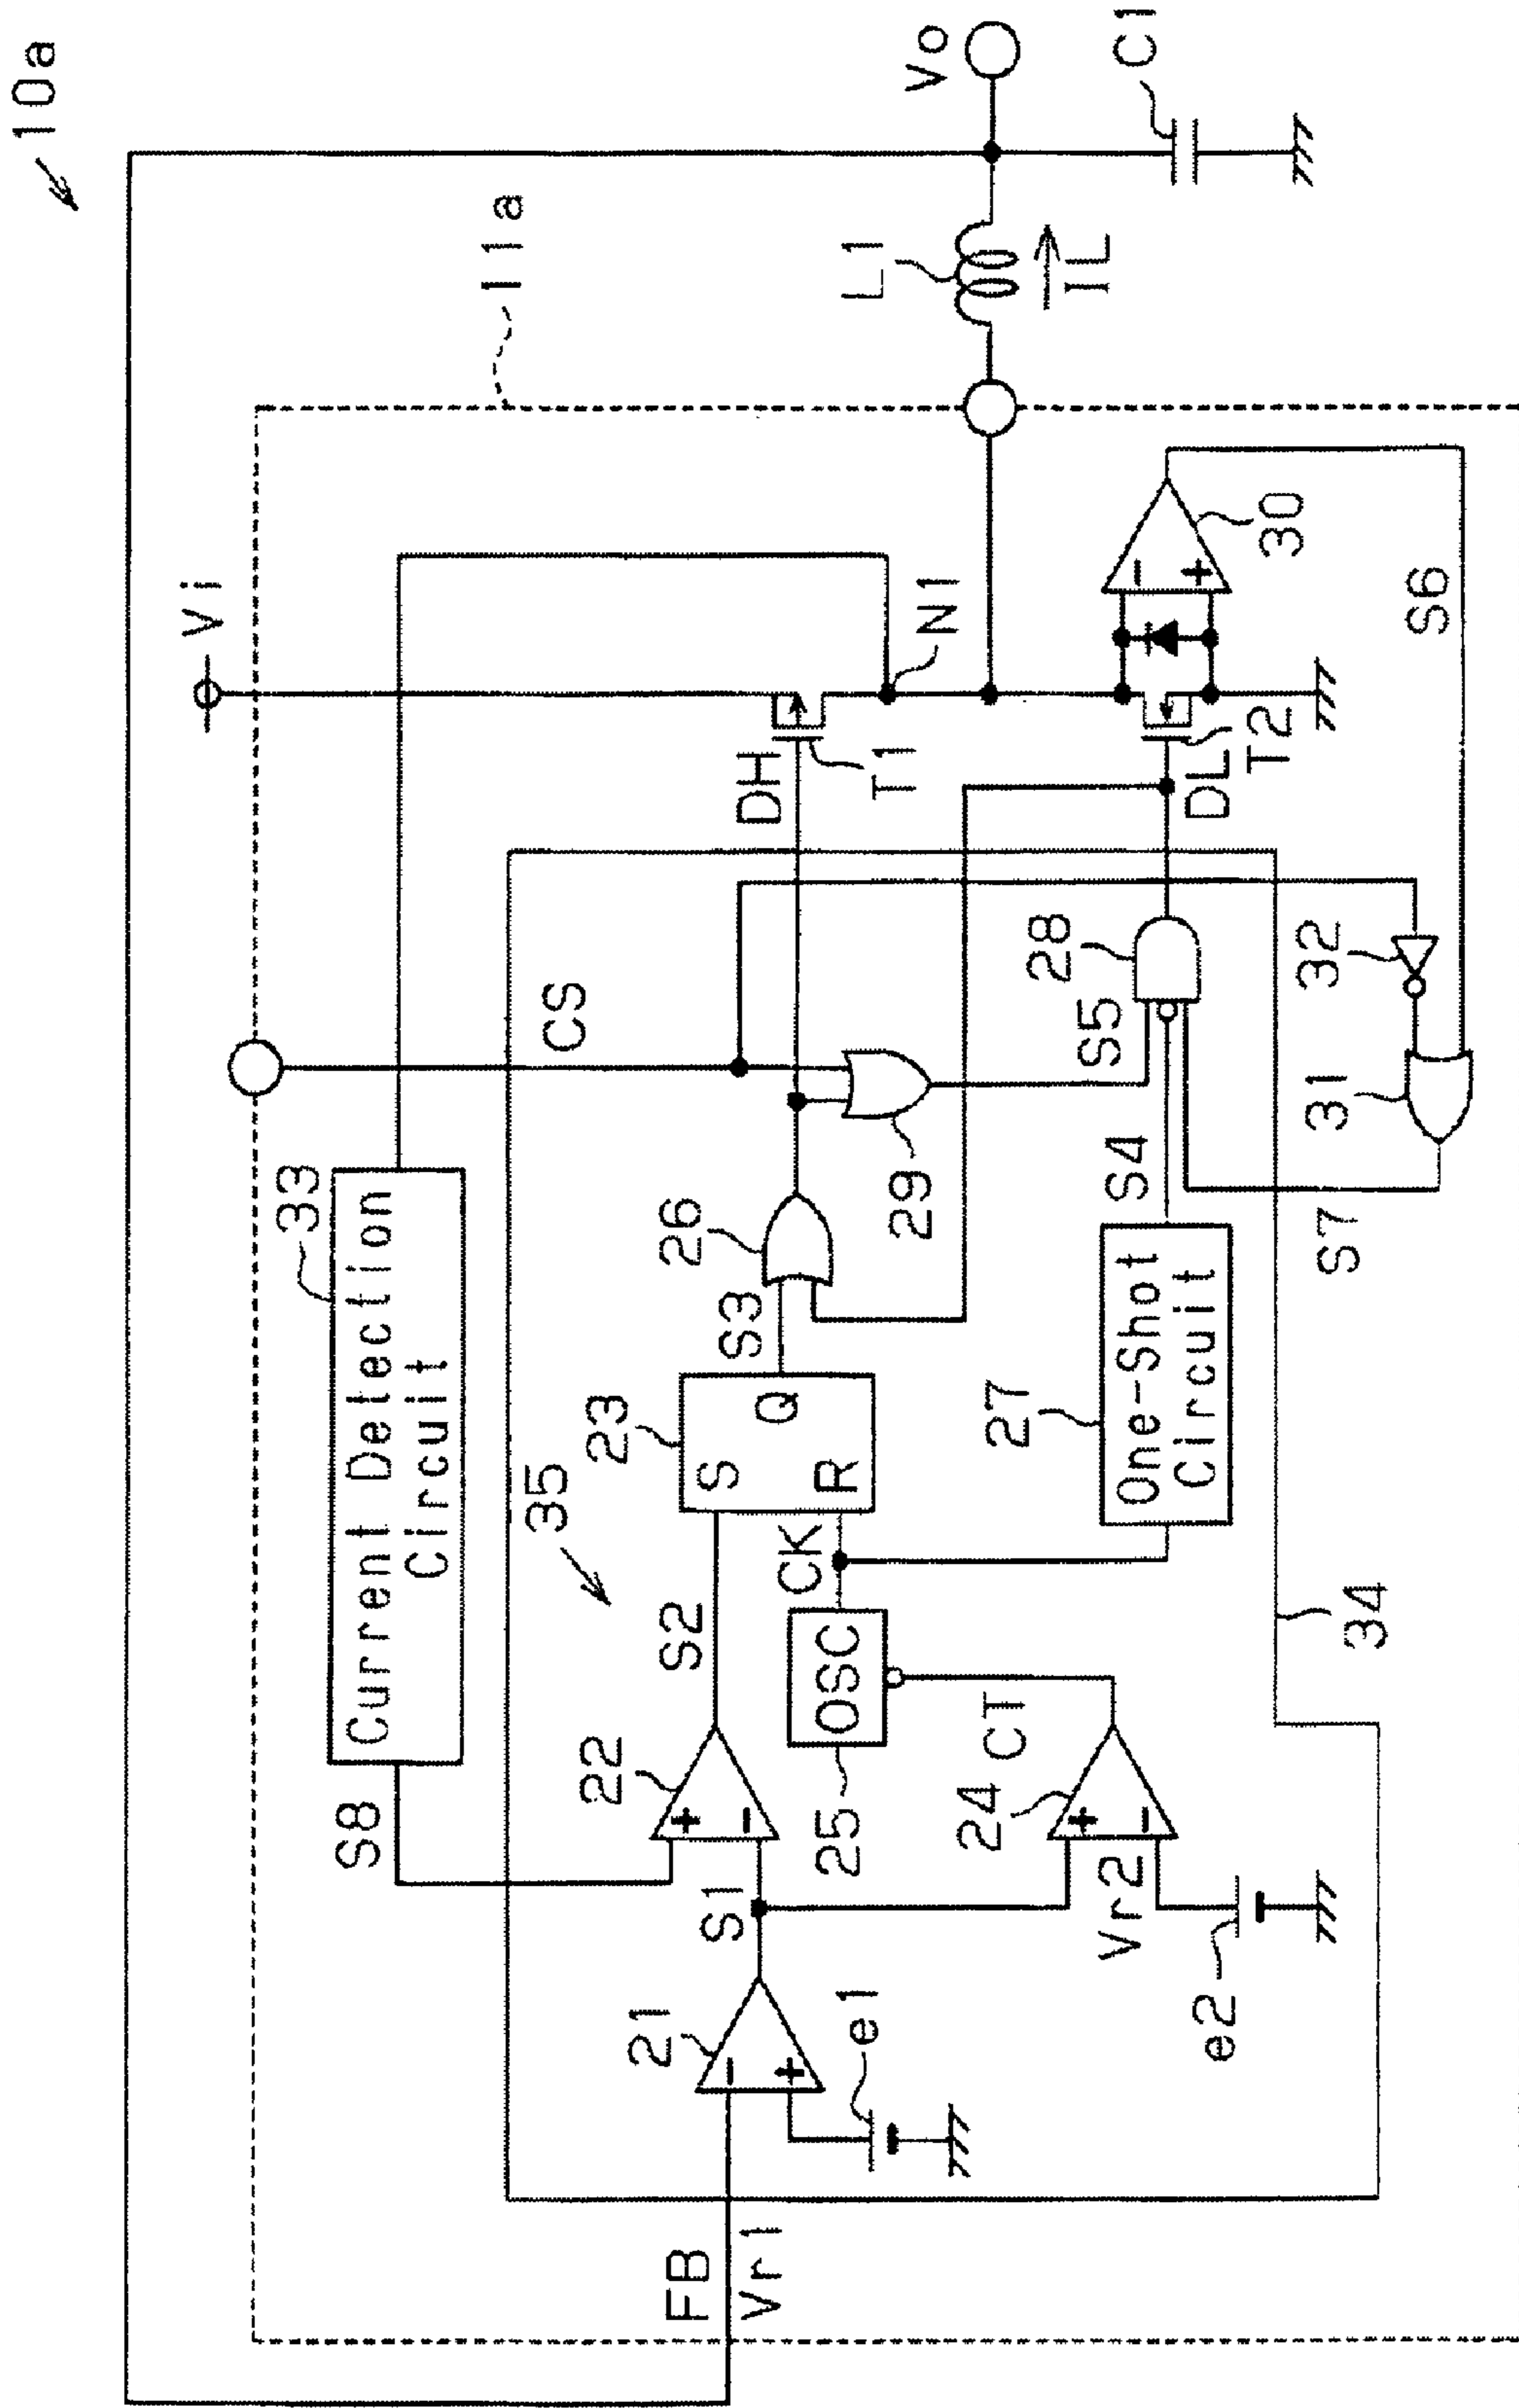 10a
11a
Vi
CS
Current Detection
Circuit
33
S8
35
FB
Vr1
21
e1
S1
22
S2
23
S
Q
R
S3
26
DH
T1
N1
L1
IL
Vo
C1
CK
OSC
25
24
CT
Vr2
e2
27
One-Shot
Circuit
S4
29
S5
28
DL
T2
30
S6
31
32
S7
34